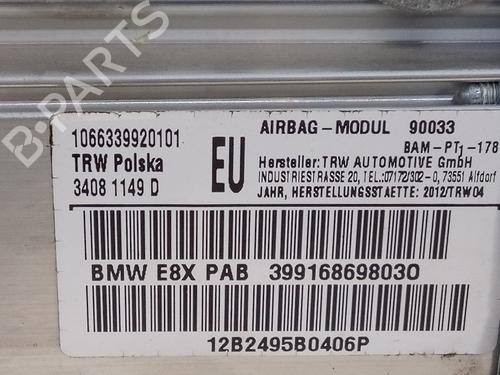 B-PARTS
1066339920101
TRW Polska
3408 1149 D
EU
AIRBAG-MODUL 90033
BAM-PT1-178
Hersteller: TRW AUTOMOTIVE GmbH
INDUSTRIESTRASSE 20, TEL.:07172/302-0, 73551 Alfdorf
JAHR, HERSTELLUNGSSTAETTE: 2012/TRW04
BMW E8X PAB 39916869803O
12B2495B0406P